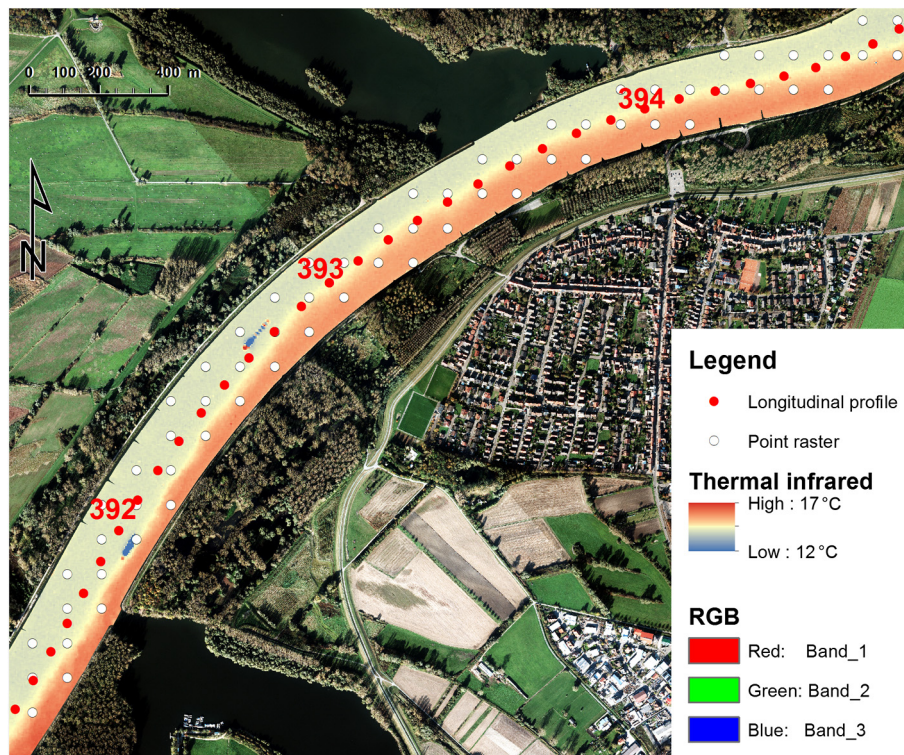 0 100 200 400 m
394
N
393
392
Legend
Longitudinal profile
Point raster
Thermal infrared
High : 17 °C
Low : 12 °C
RGB
Red: Band_1
Green: Band_2
Blue: Band_3